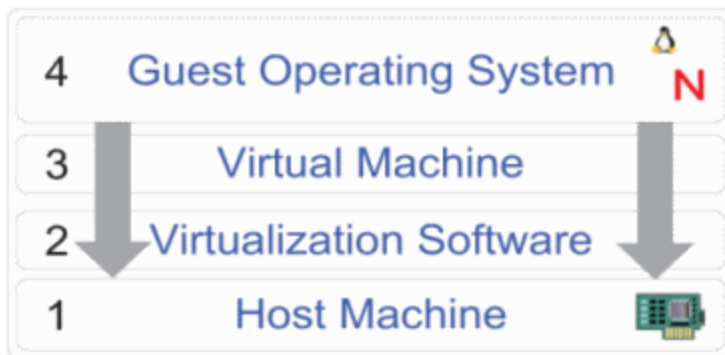 4 Guest Operating System N
3 Virtual Machine
2 Virtualization Software
1 Host Machine